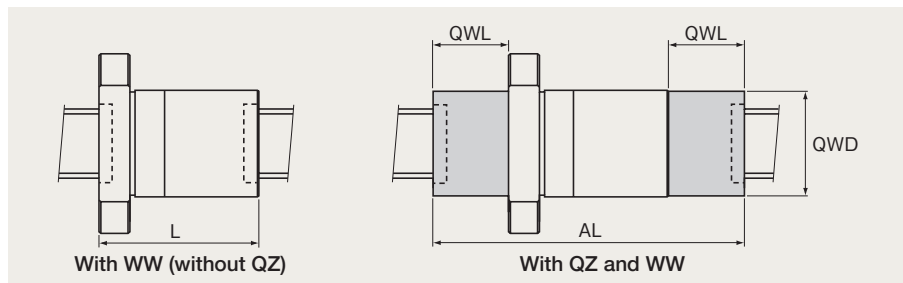 QWL
QWL
QWD
L
AL
With WW (without QZ)
With QZ and WW